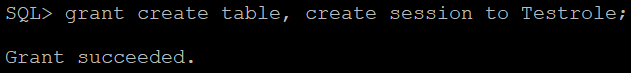 SQL> grant create table, create session to Testrole;
Grant succeeded.